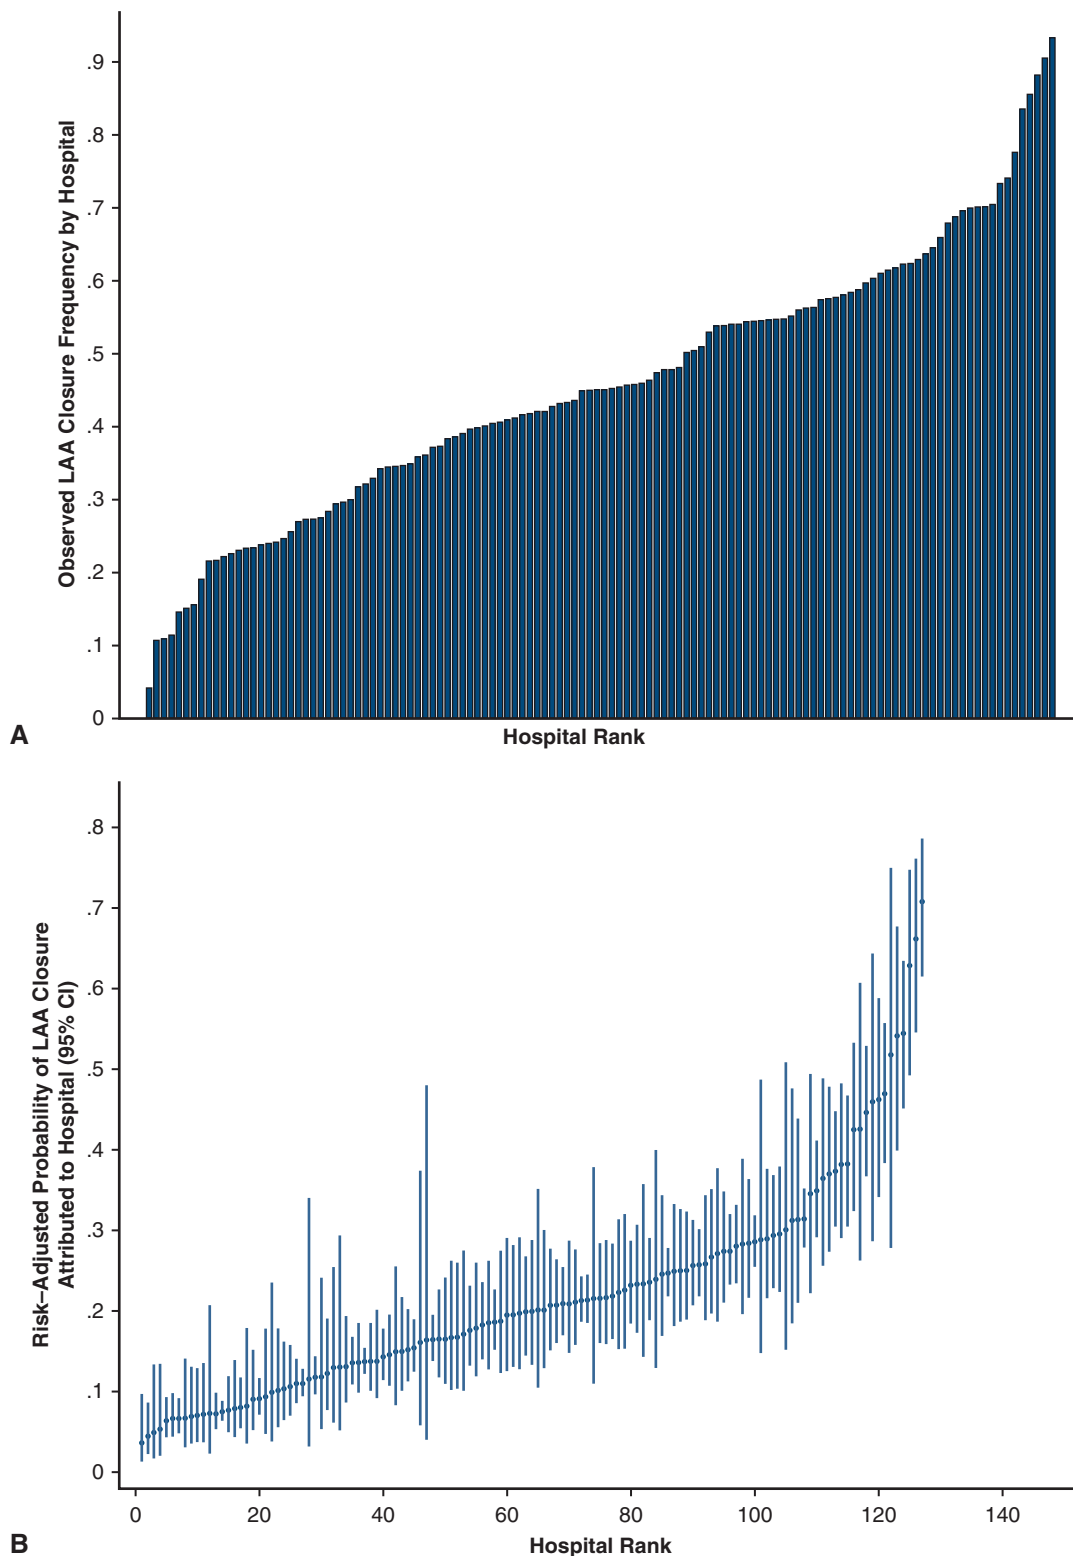 .9
.8
.7
.6
.5
.4
.3
.2
.1
0
Observed LAA Closure Frequency by Hospital
Hospital Rank
A
.8
.7
.6
.5
.4
.3
.2
.1
0
Risk–Adjusted Probability of LAA Closure
Attributed to Hospital (95% CI)
0 20 40 60 80 100 120 140
Hospital Rank
B